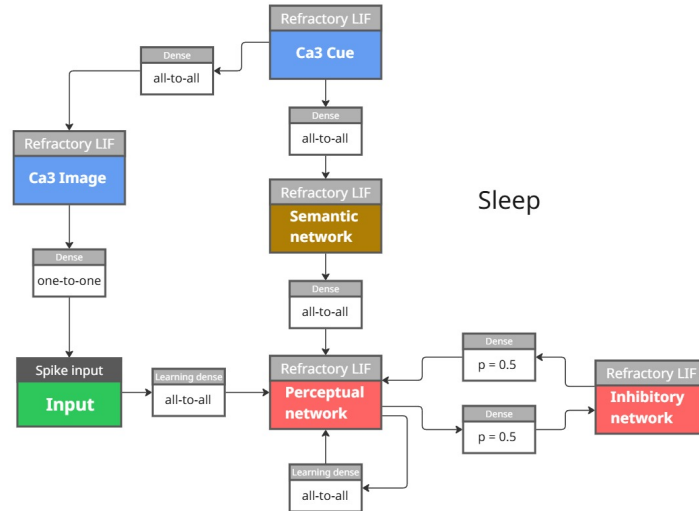 Refractory LIF
Ca3 Cue
Dense
all-to-all
Dense
all-to-all
Refractory LIF
Ca3 Image
Refractory LIF
Semantic
network
Sleep
Dense
one-to-one
Dense
all-to-all
Spike input
Input
Learning dense
all-to-all
Refractory LIF
Perceptual
network
Dense
p = 0.5
Dense
p = 0.5
Refractory LIF
Inhibitory
network
Learning dense
all-to-all